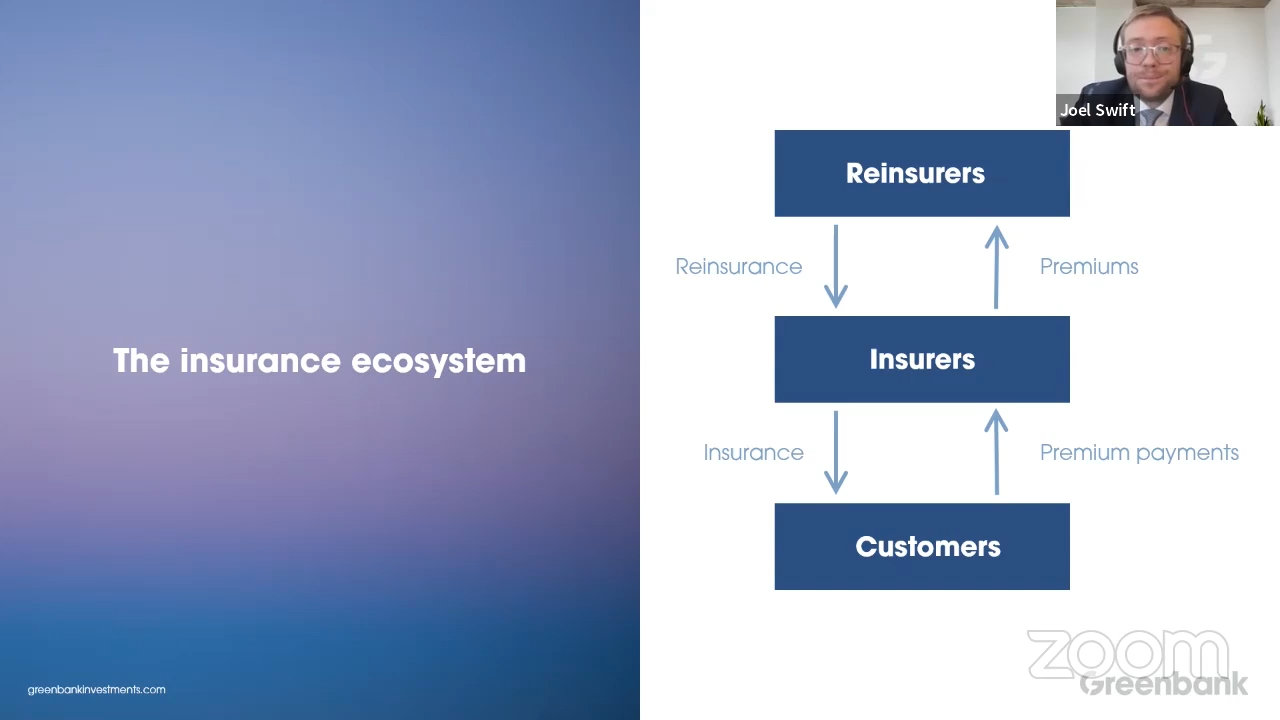 The insurance ecosystem
greenbankinvestments.com
Joel Swift
Reinsurers
Reinsurance
Premiums
Insurers
Insurance
Premium payments
Customers
zoom
Greenbank